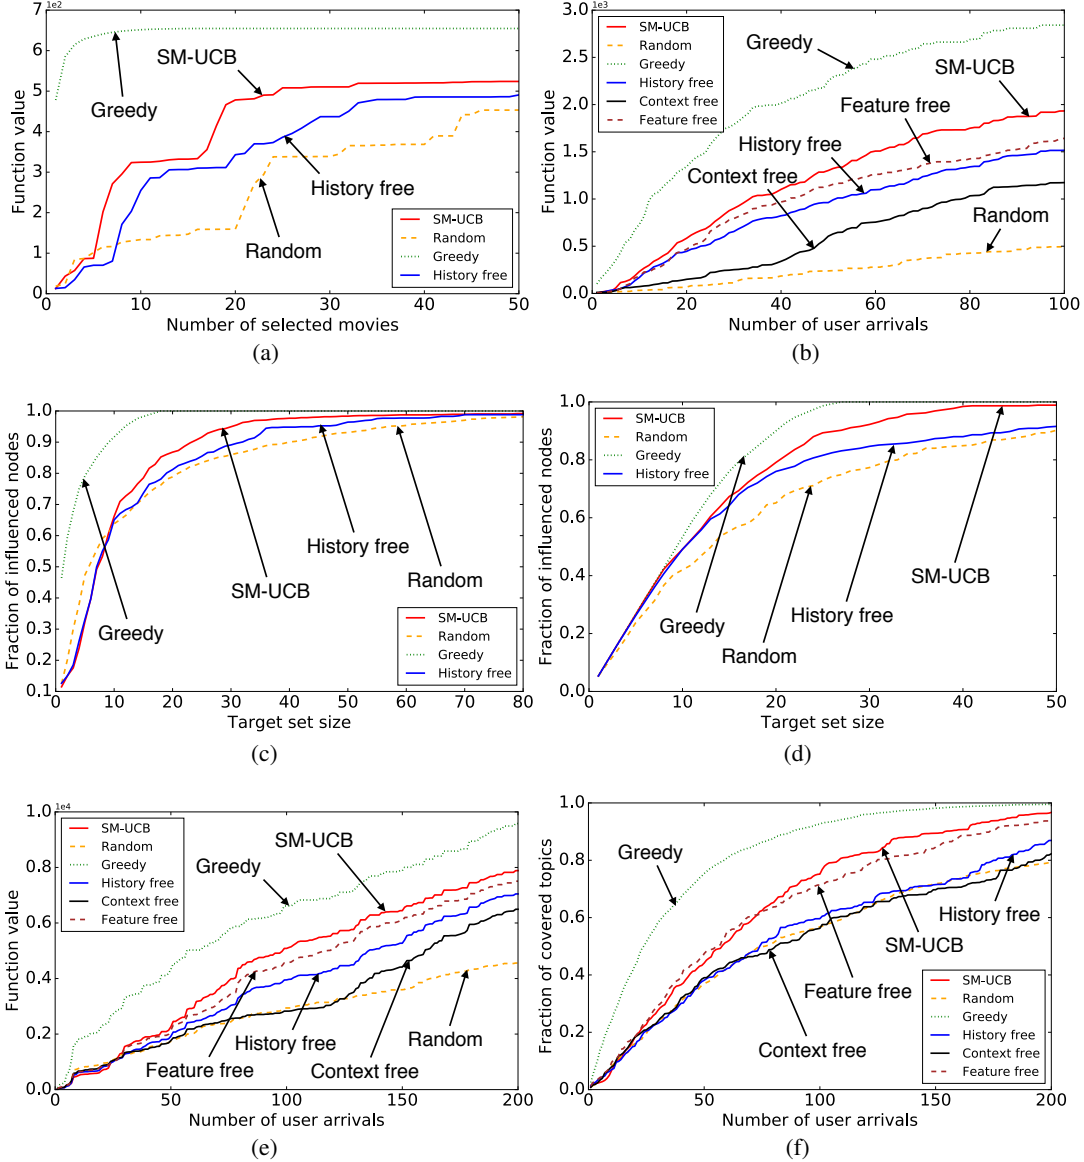 6e2
7
6
5
4
3
2
1
0
0 10 20 30 40 50
Function value
Number of selected movies
SM-UCB
Greedy
History free
Random
SM-UCB
Random
Greedy
History free
(a)
1e3
3.0
2.5
2.0
1.5
1.0
0.5
0.0
0 20 40 60 80 100
Function value
Number of user arrivals
SM-UCB
Random
Greedy
History free
Context free
Feature free
Greedy
SM-UCB
Feature free
History free
Context free
Random
(b)
1.0
0.9
0.8
0.7
0.6
0.5
0.4
0.3
0.2
0.1
0 10 20 30 40 50 60 70 80
Fraction of influenced nodes
Target set size
History free
SM-UCB
Random
Greedy
SM-UCB
Random
Greedy
History free
(c)
1.0
0.8
0.6
0.4
0.2
0.0
0 10 20 30 40 50
Fraction of influenced nodes
Target set size
SM-UCB
Random
Greedy
History free
SM-UCB
History free
Greedy
Random
(d)
1e4
1.0
0.8
0.6
0.4
0.2
0.0
0 50 100 150 200
Function value
Number of user arrivals
SM-UCB
Random
Greedy
History free
Context free
Feature free
SM-UCB
Greedy
Random
History free
Feature free
Context free
(e)
1.0
0.8
0.6
0.4
0.2
0.0
0 50 100 150 200
Fraction of covered topics
Number of user arrivals
Greedy
History free
SM-UCB
Feature free
Context free
SM-UCB
Random
Greedy
History free
Context free
Feature free
(f)